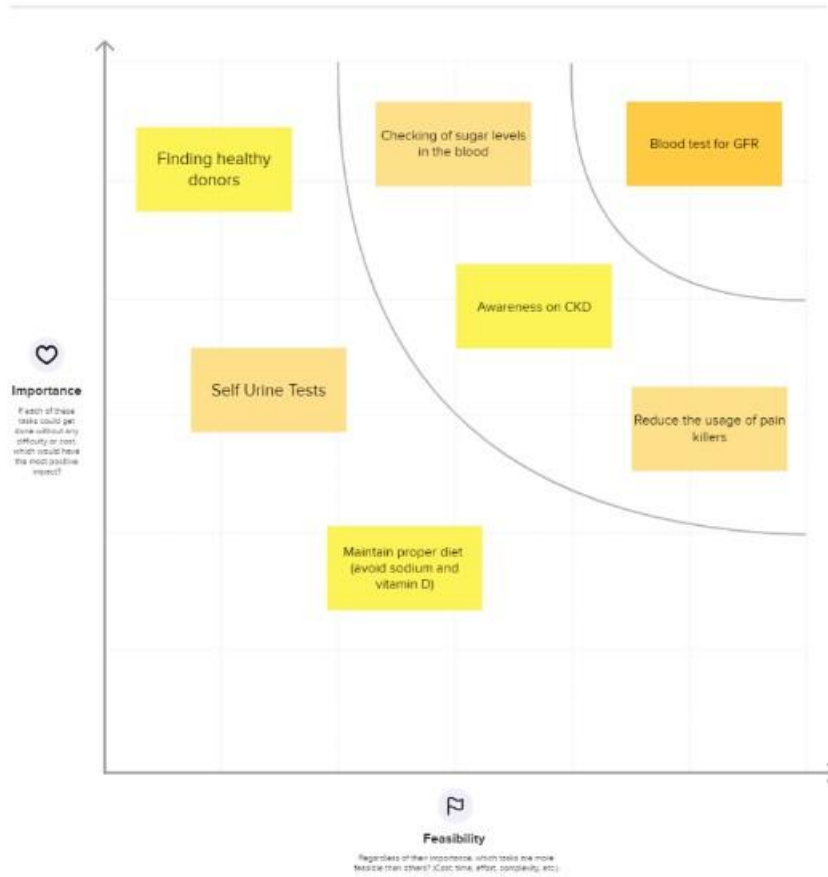 Finding healthy
donors
Checking of sugar levels
in the blood
Blood test for GFR
Awareness on CKD
Self Urine Tests
Reduce the usage of pain
killers
Maintain proper diet
(avoid sodium and
vitamin D)
Importance
If each of these
tasks could get
done without any
difficulty or cost,
which would have
the most positive
impact?
Feasibility
Regardless of their importance, which tasks are more
feasible than others? (Cost, time, effort, complexity, etc.)